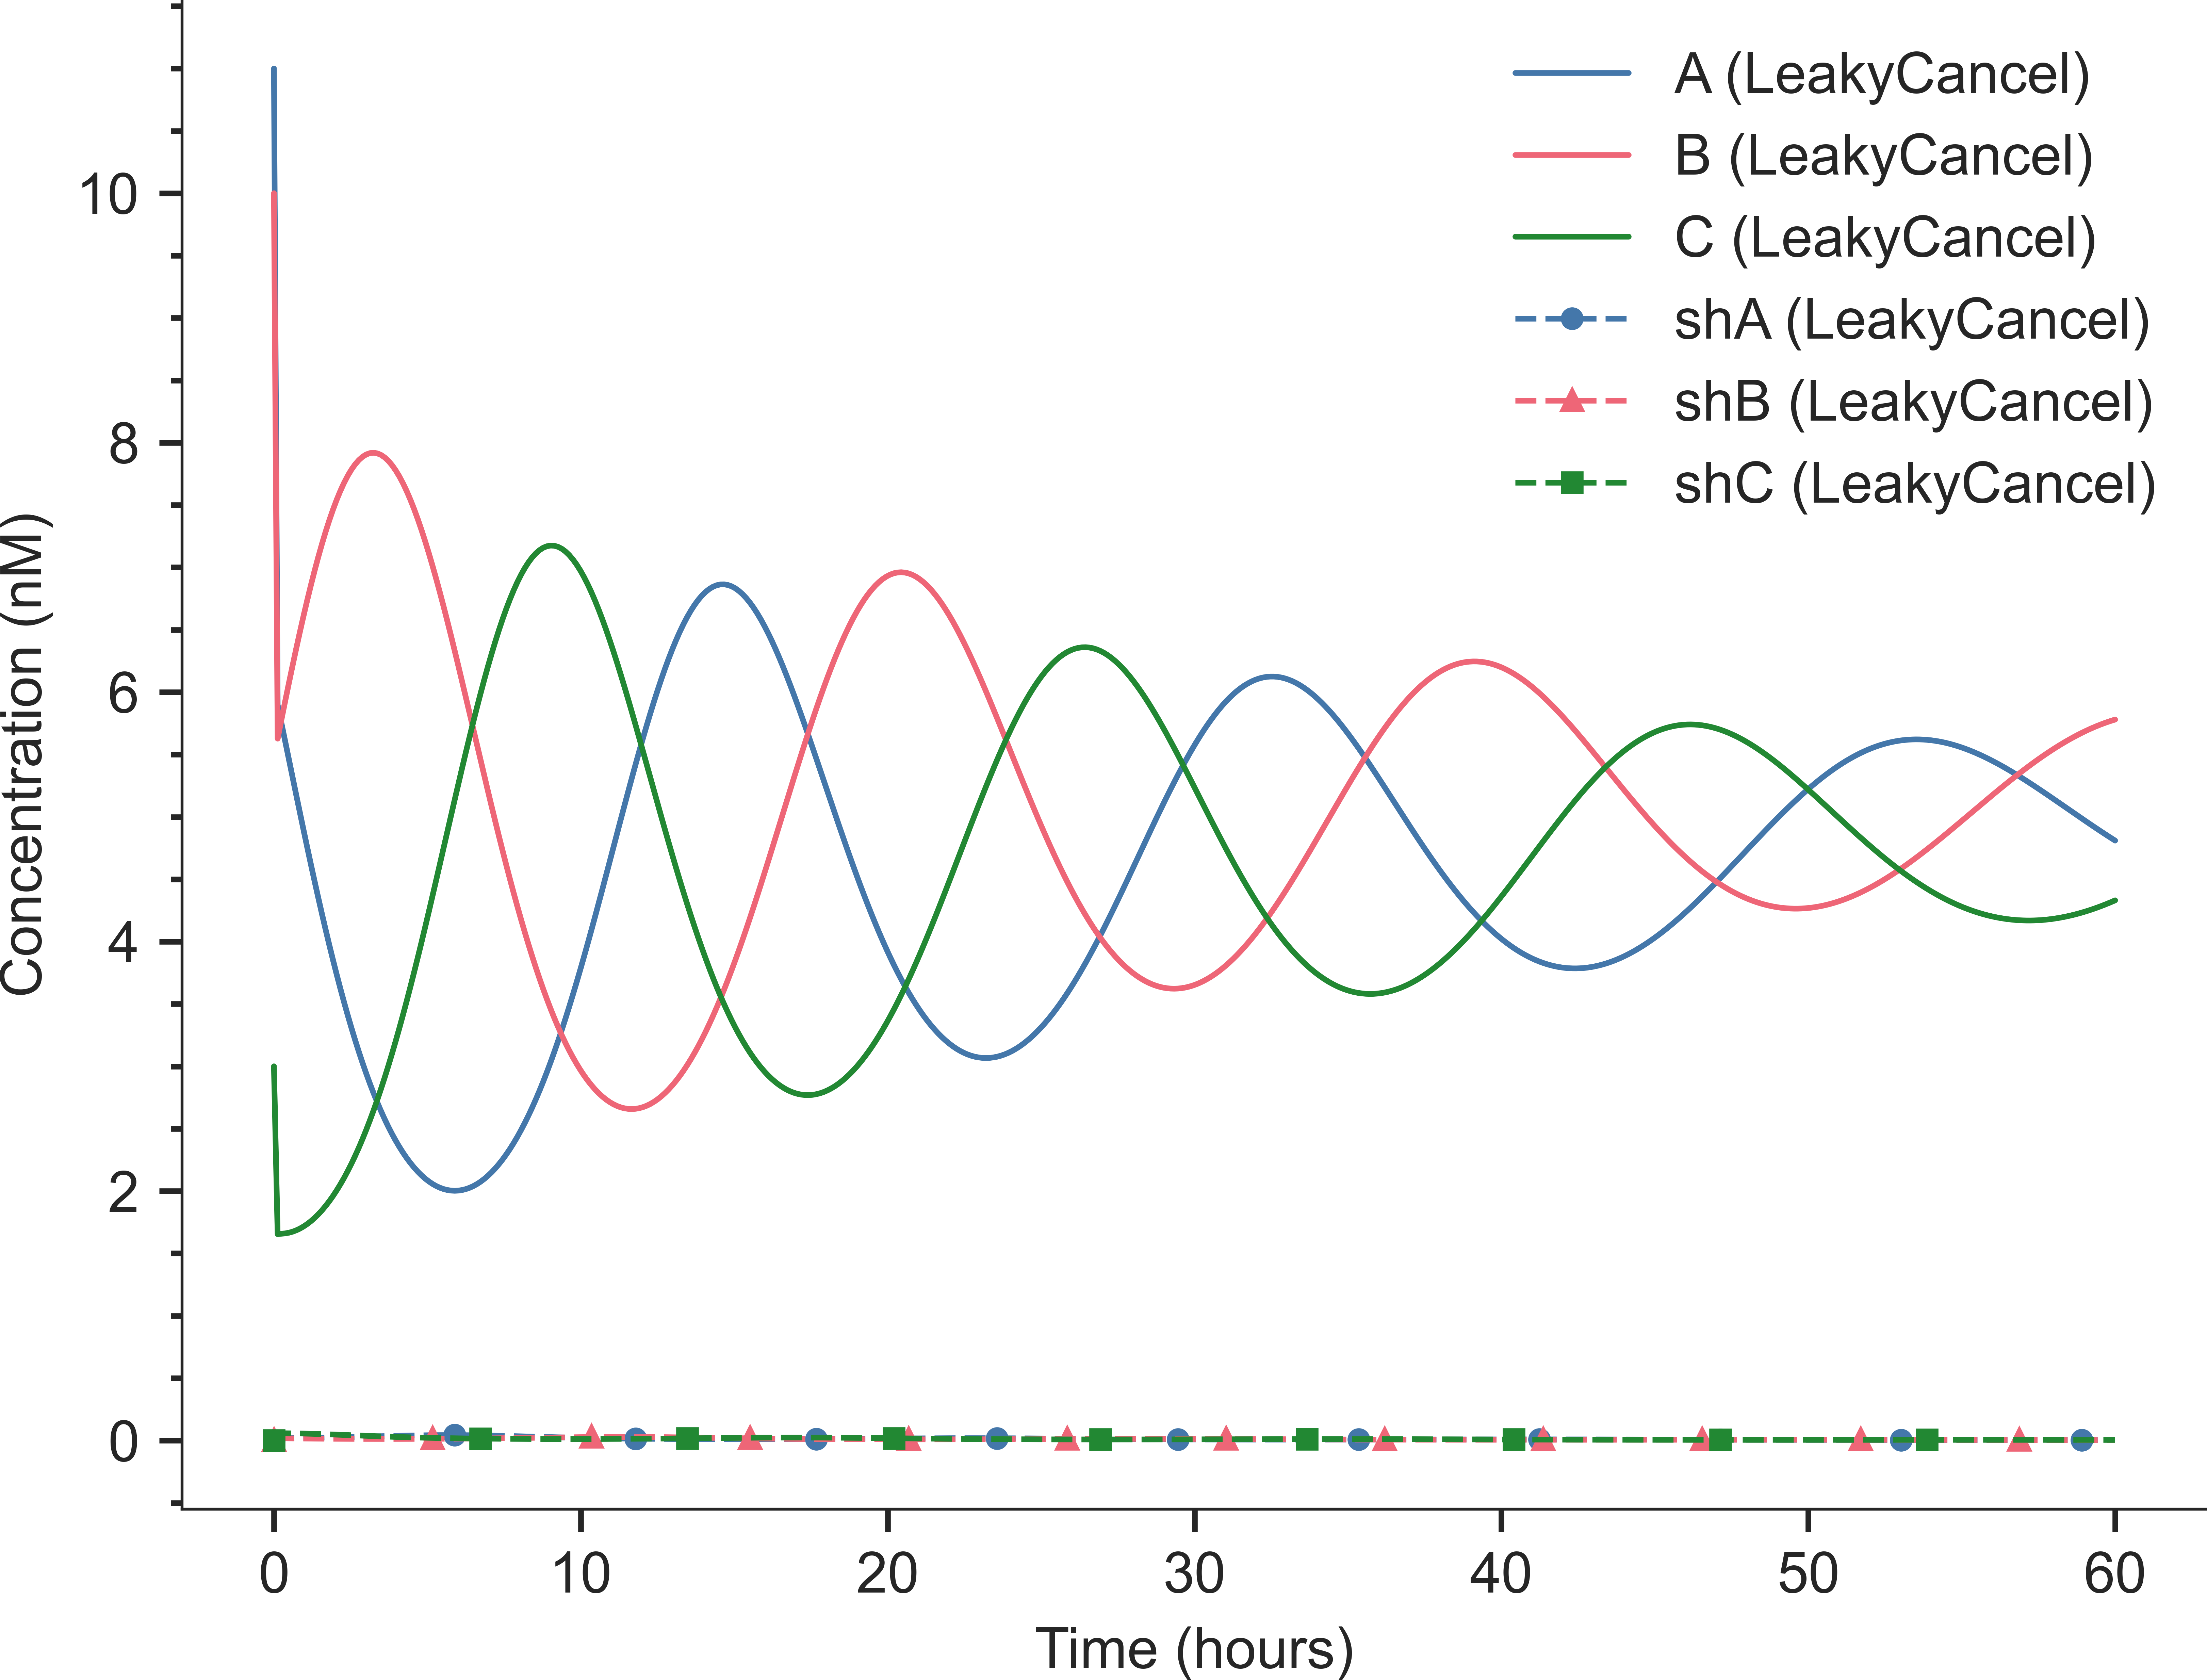 A (LeakyCancel)
B (LeakyCancel)
C (LeakyCancel)
shA (LeakyCancel)
shB (LeakyCancel)
shC (LeakyCancel)
Concentration (nM)
10
8
6
4
2
0
0 10 20 30 40 50 60
Time (hours)